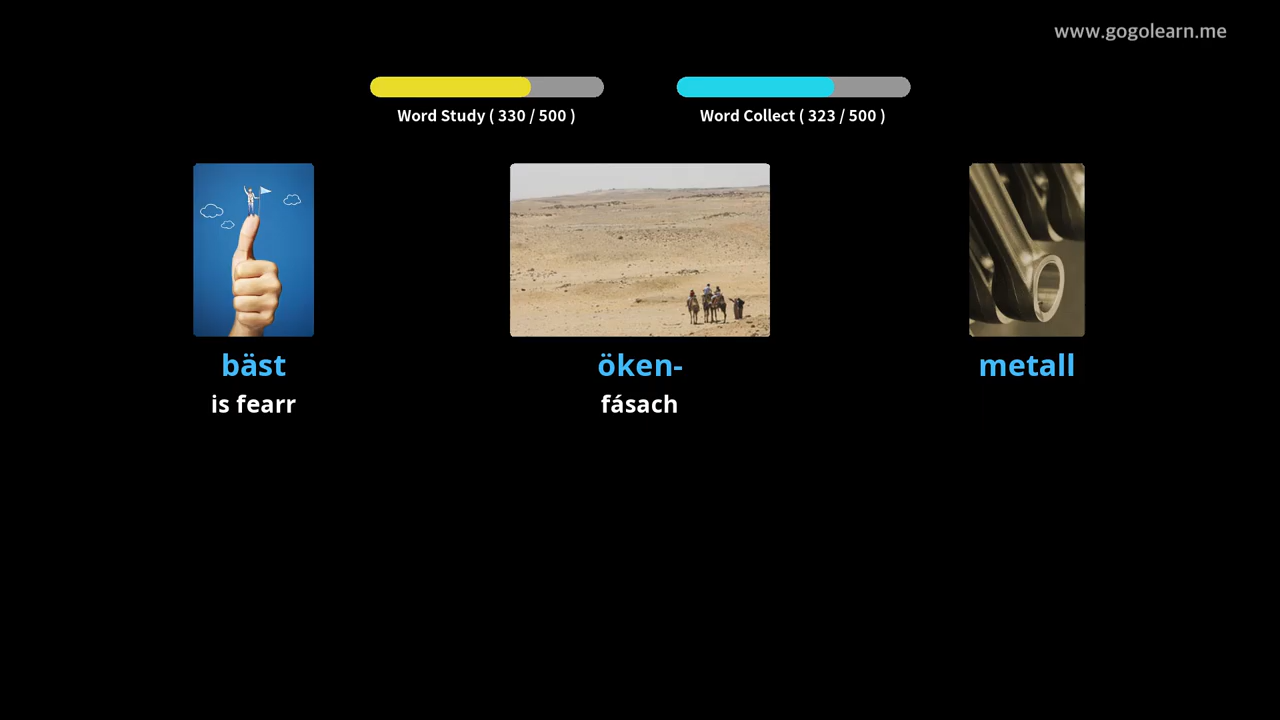 www.gogolearn.me
Word Study ( 330 / 500 )
Word Collect ( 323 / 500 )
bäst
is fearr
öken-
fásach
metall